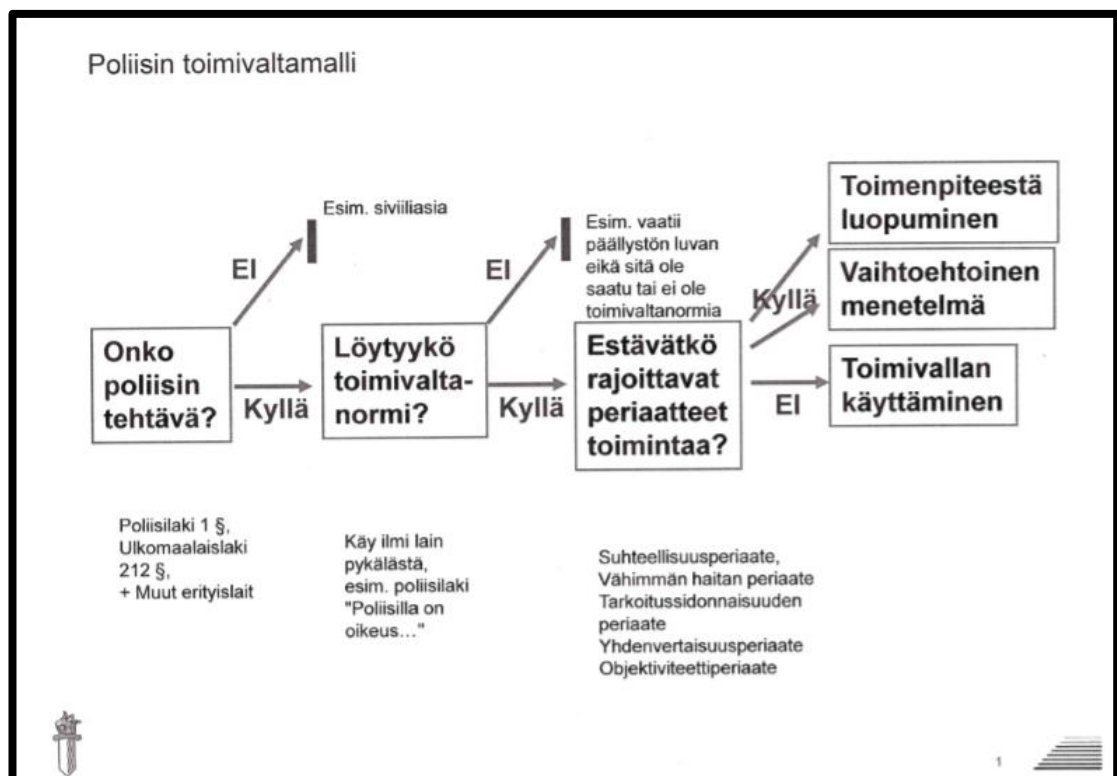 Poliisin toimivaltamalli
Esim. siviiliasia
EI
Onko
poliisin
tehtävä?
Kyllä
Esim. vaatii
päällystön luvan
eikä sitä ole
saatu tai ei ole
toimivaltanormia
EI
Löytyykö
toimivalta-
normi?
Kyllä
Estävätkö
rajoittavat
periaatteet
toimintaa?
Kyllä
EI
Toimenpiteestä
luopuminen
Vaihtoehtoinen
menetelmä
Toimivallan
käyttäminen
Poliisilaki 1 §,
Ulkomaalaislaki
212 §,
+ Muut erityislait
Käy ilmi lain
pykälästä,
esim. poliisilaki
"Poliisilla on
oikeus…"
Suhteellisuusperiaate,
Vähimmän haitan periaate
Tarkoitussidonnaisuuden
periaate
Yhdenvertaisuusperiaate
Objektiviteettiperiaate
1